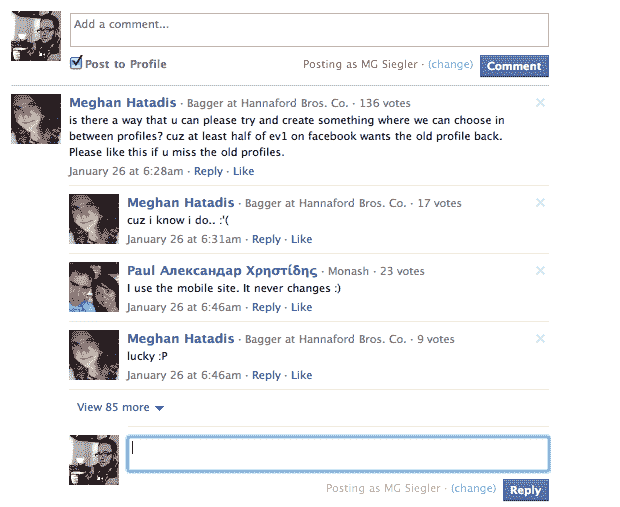 Add a comment...
Post to Profile
Posting as MG Siegler · (change)
Comment
Meghan Hatadis · Bagger at Hannaford Bros. Co. · 136 votes
is there a way that u can please try and create something where we can choose in
between profiles? cuz at least half of ev1 on facebook wants the old profile back.
Please like this if u miss the old profiles.
January 26 at 6:28am · Reply · Like
Meghan Hatadis · Bagger at Hannaford Bros. Co. · 17 votes
cuz i know i do.. :'(
January 26 at 6:31am · Reply · Like
Paul Александар Χρηστίδης · Monash · 23 votes
I use the mobile site. It never changes :)
January 26 at 6:46am · Reply · Like
Meghan Hatadis · Bagger at Hannaford Bros. Co. · 9 votes
lucky :P
January 26 at 6:46am · Reply · Like
View 85 more
Posting as MG Siegler · (change)
Reply